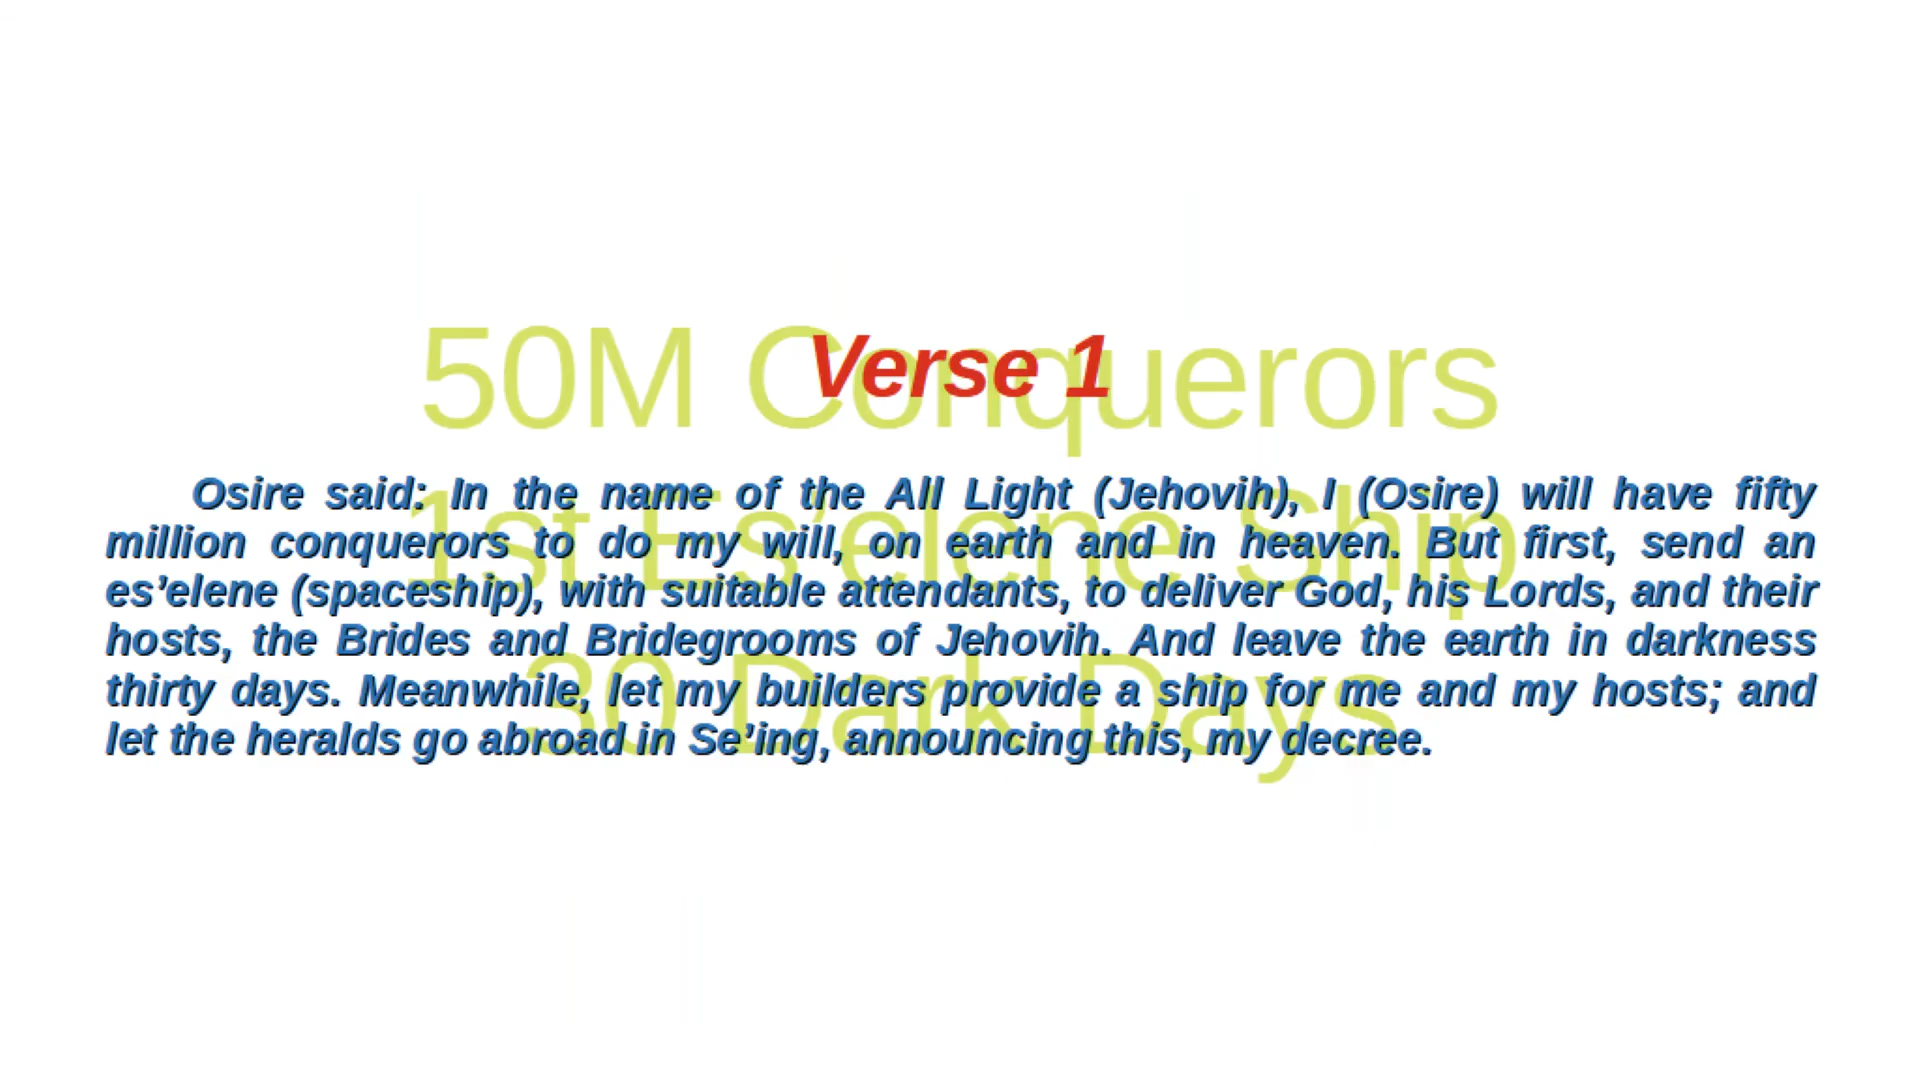 50M Conquerors
Verse 1
1st Es’elene Ship
30 Dark Days
Osire said: In the name of the All Light (Jehovih), I (Osire) will have fifty
million conquerors to do my will, on earth and in heaven. But first, send an
es’elene (spaceship), with suitable attendants, to deliver God, his Lords, and their
hosts, the Brides and Bridegrooms of Jehovih. And leave the earth in darkness
thirty days. Meanwhile, let my builders provide a ship for me and my hosts; and
let the heralds go abroad in Se’ing, announcing this, my decree.